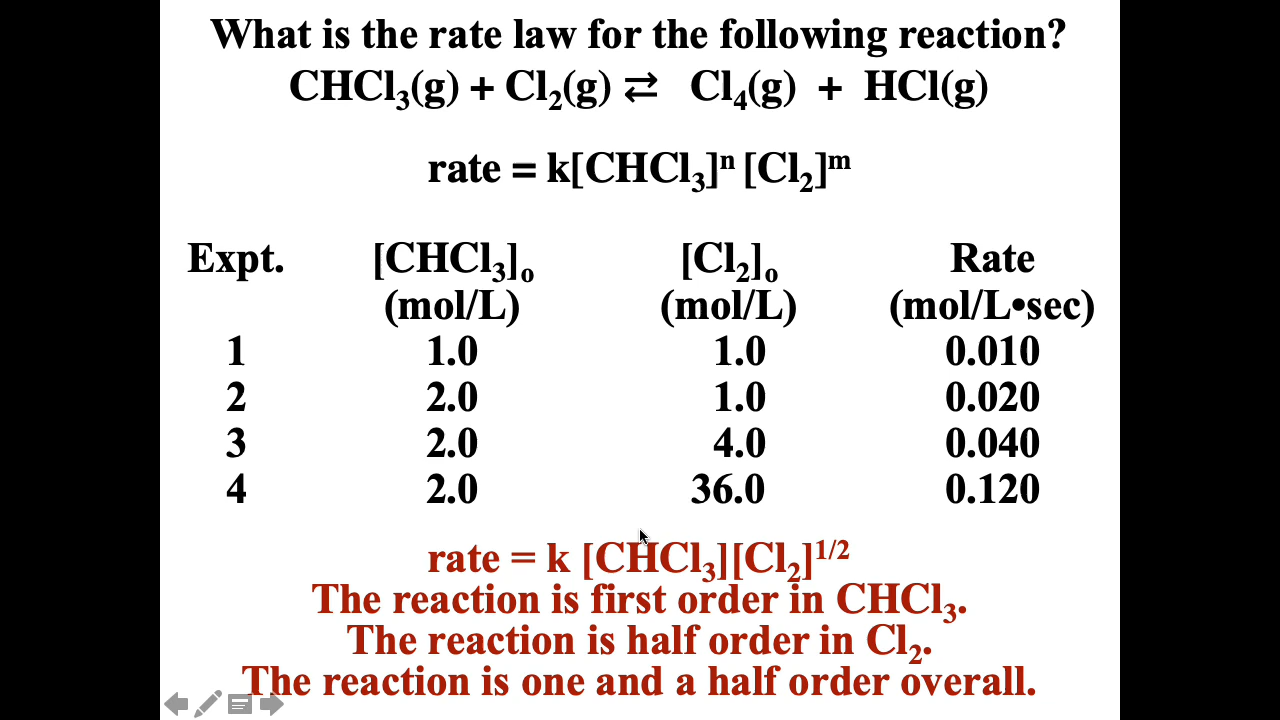 What is the rate law for the following reaction?
CHCl₃(g) + Cl₂(g) ⇄ Cl₄(g) + HCl(g)
rate = k[CHCl₃]ⁿ [Cl₂]ᵐ
Expt. [CHCl₃]ₒ [Cl₂]ₒ Rate
(mol/L) (mol/L) (mol/L•sec)
1 1.0 1.0 0.010
2 2.0 1.0 0.020
3 2.0 4.0 0.040
4 2.0 36.0 0.120
rate = k [CHCl₃][Cl₂]¹/²
The reaction is first order in CHCl₃.
The reaction is half order in Cl₂.
The reaction is one and a half order overall.